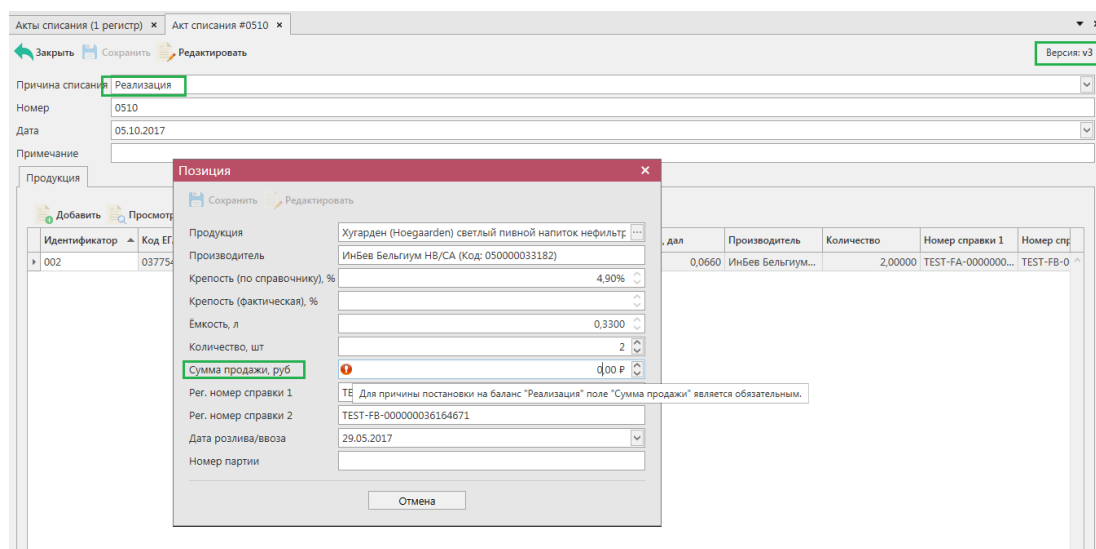 Акты списания (1 регистр) × Акт списания #0510 ×
Закрыть Сохранить Редактировать Версия: v3
Причина списания Реализация
Номер 0510
Дата 05.10.2017
Примечание
Продукция
Добавить Просмотр
Идентификатор Код ЕГ , дал Производитель Количество Номер справки 1 Номер спр
002 03775 0,0660 ИнБев Бельгиум... 2,00000 TEST-FA-0000000... TEST-FB-0
Позиция ×
Сохранить Редактировать
Продукция Хугарден (Hoegaarden) светлый пивной напиток нефильтр ...
Производитель ИнБев Бельгиум НВ/СА (Код: 050000033182)
Крепость (по справочнику), % 4,90%
Крепость (фактическая), %
Ёмкость, л 0,3300
Количество, шт 2
Сумма продажи, руб 0,00 ₽
Рег. номер справки 1 TE
Для причины постановки на баланс "Реализация" поле "Сумма продажи" является обязательным.
Рег. номер справки 2 TEST-FB-000000036164671
Дата розлива/ввоза 29.05.2017
Номер партии
Отмена